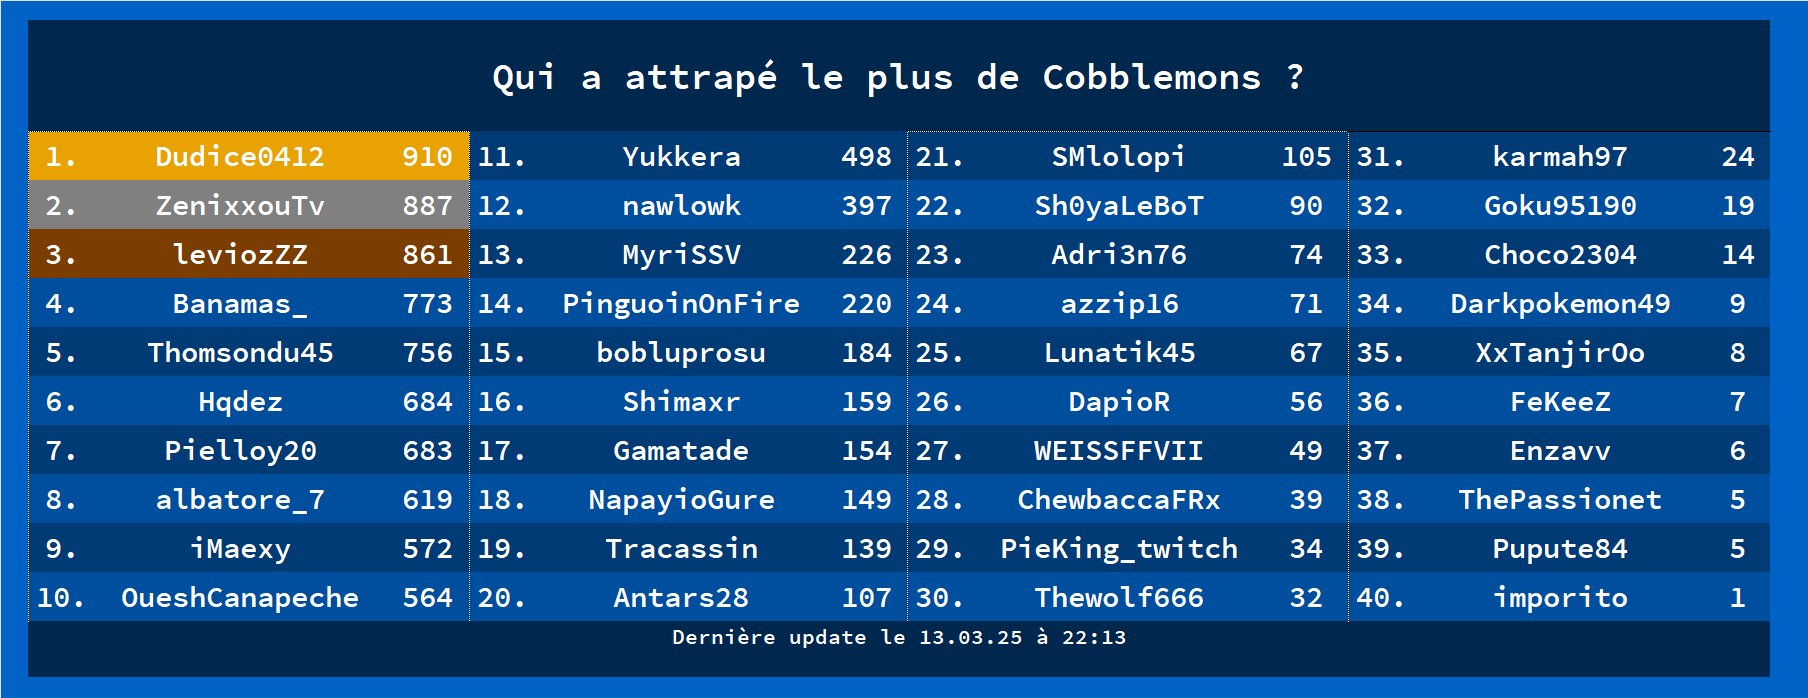 Qui a attrapé le plus de Cobblemons ?
1. Dudice0412 910 11. Yukkera 498 21. SMlolopi 105 31. karmah97 24
2. ZenixxouTv 887 12. nawlowk 397 22. Sh0yaLeBoT 90 32. Goku95190 19
3. leviozZZ 861 13. MyriSSV 226 23. Adri3n76 74 33. Choco2304 14
4. Banamas_ 773 14. PinguoinOnFire 220 24. azzip16 71 34. Darkpokemon49 9
5. Thomsondu45 756 15. bobluprosu 184 25. Lunatik45 67 35. XxTanjirOo 8
6. Hqdez 684 16. Shimaxr 159 26. DapioR 56 36. FeKeeZ 7
7. Pielloy20 683 17. Gamatade 154 27. WEISSFFVII 49 37. Enzavv 6
8. albatore_7 619 18. NapayioGure 149 28. ChewbaccaFRx 39 38. ThePassionet 5
9. iMaexy 572 19. Tracassin 139 29. PieKing_twitch 34 39. Pupute84 5
10. OueshCanapeche 564 20. Antars28 107 30. Thewolf666 32 40. imporito 1
Dernière update le 13.03.25 à 22:13